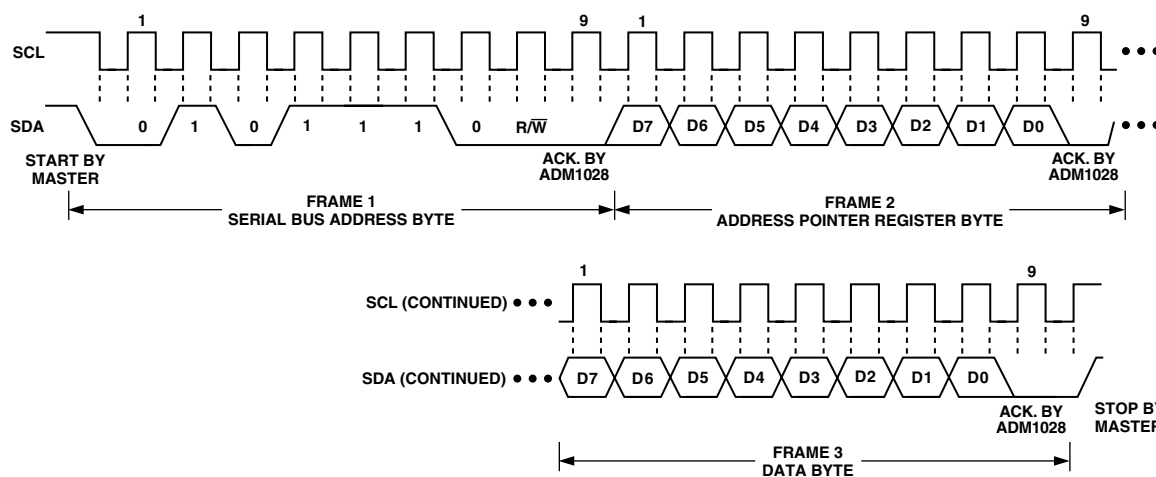 1 9 1 9
SCL
SDA 0 1 0 1 1 1 0 R/W̅ D7 D6 D5 D4 D3 D2 D1 D0
START BY
MASTER
ACK. BY
ADM1028
ACK. BY
ADM1028
FRAME 1
SERIAL BUS ADDRESS BYTE
FRAME 2
ADDRESS POINTER REGISTER BYTE
1 9
SCL (CONTINUED)
SDA (CONTINUED) D7 D6 D5 D4 D3 D2 D1 D0
ACK. BY
ADM1028
STOP BY
MASTER
FRAME 3
DATA BYTE